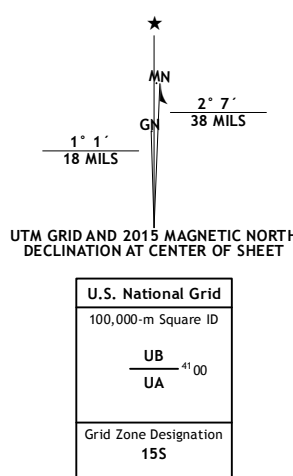 ★
MN
GN
2° 7´
38 MILS
1° 1´
18 MILS
UTM GRID AND 2015 MAGNETIC NORTH
DECLINATION AT CENTER OF SHEET
U.S. National Grid
100,000-m Square ID
UB
41 00
UA
Grid Zone Designation
15S